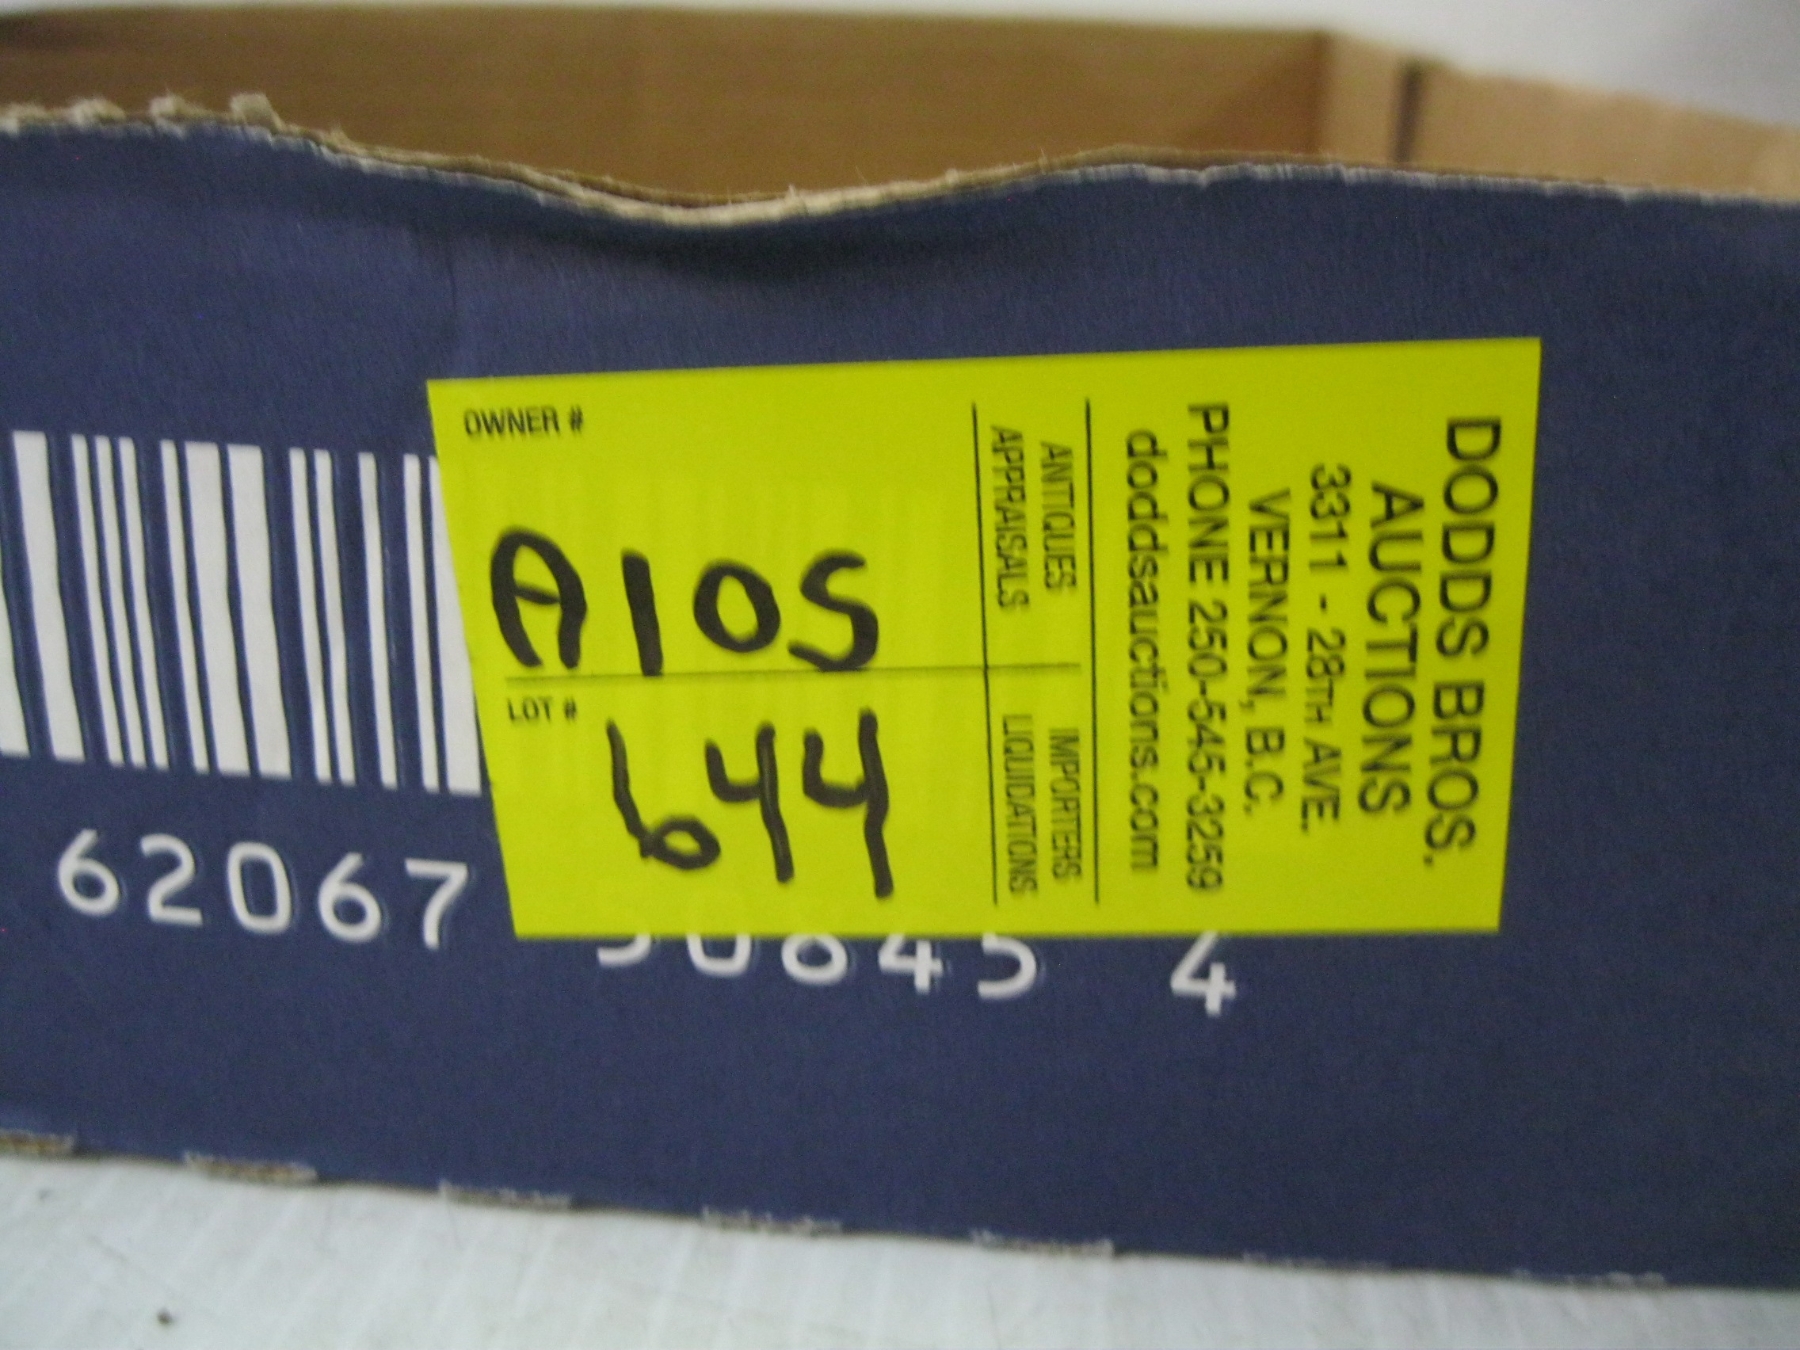 OWNER #
A105
LOT #
644
DODDS BROS.
AUCTIONS
3311 - 28TH AVE.
VERNON, B.C.
PHONE 250-545-3259
doddsauctions.com
ANTIQUES
APPRAISALS
IMPORTERS
LIQUIDATIONS
62067 4